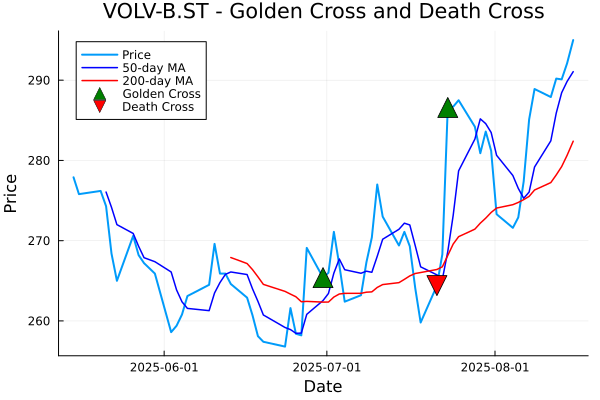 VOLV-B.ST - Golden Cross and Death Cross
Price
50-day MA
200-day MA
Golden Cross
Death Cross
290
280
270
260
Price
2025-06-01
2025-07-01
2025-08-01
Date